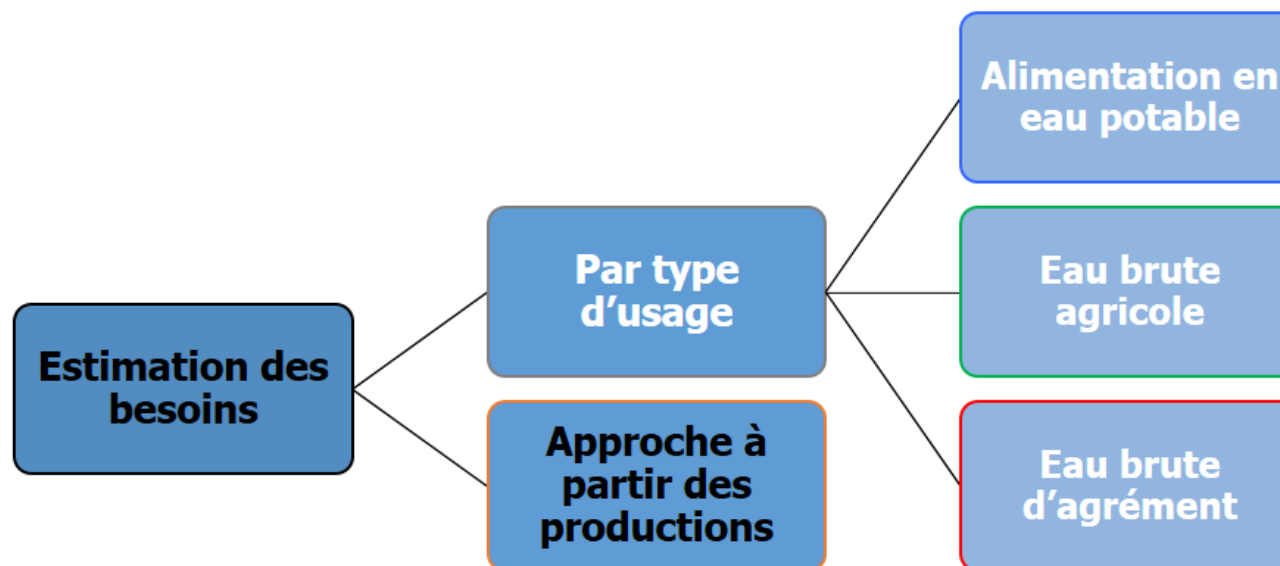 Estimation des
besoins
Par type
d’usage
Approche à
partir des
productions
Alimentation en
eau potable
Eau brute
agricole
Eau brute
d’agrément